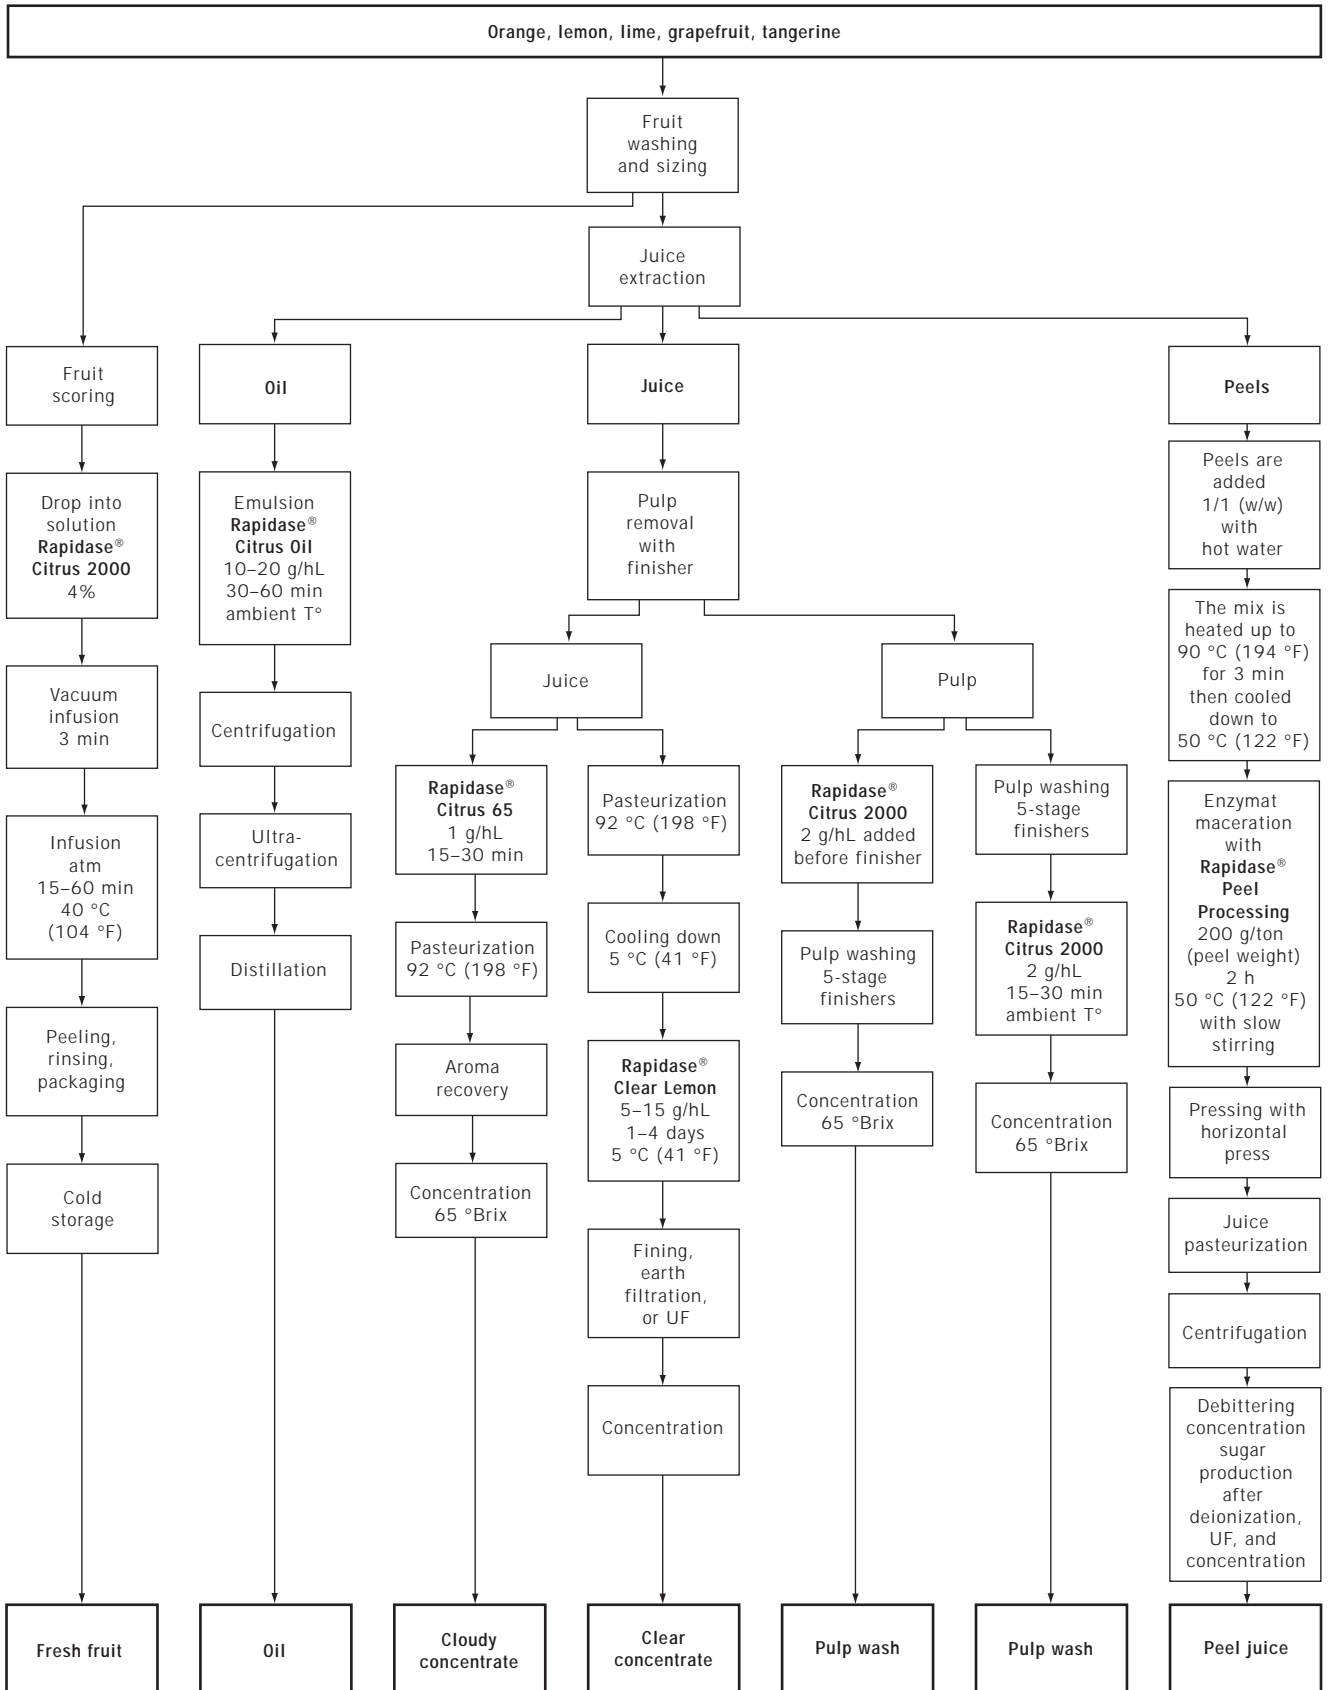 Orange, lemon, lime, grapefruit, tangerine
Fruit
washing
and sizing
Juice
extraction
Fruit
scoring
Drop into
solution
Rapidase®
Citrus 2000
4%
Vacuum
infusion
3 min
Infusion
atm
15–60 min
40 °C
(104 °F)
Peeling,
rinsing,
packaging
Cold
storage
Fresh fruit
Oil
Emulsion
Rapidase®
Citrus Oil
10–20 g/hL
30–60 min
ambient T°
Centrifugation
Ultra-
centrifugation
Distillation
Oil
Juice
Pulp
removal
with
finisher
Juice
Rapidase®
Citrus 65
1 g/hL
15–30 min
Pasteurization
92 °C (198 °F)
Aroma
recovery
Concentration
65 °Brix
Cloudy
concentrate
Pasteurization
92 °C (198 °F)
Cooling down
5 °C (41 °F)
Rapidase®
Clear Lemon
5–15 g/hL
1–4 days
5 °C (41 °F)
Fining,
earth
filtration,
or UF
Concentration
Clear
concentrate
Pulp
Rapidase®
Citrus 2000
2 g/hL added
before finisher
Pulp washing
5-stage
finishers
Concentration
65 °Brix
Pulp wash
Pulp washing
5-stage
finishers
Rapidase®
Citrus 2000
2 g/hL
15–30 min
ambient T°
Concentration
65 °Brix
Pulp wash
Peels
Peels are
added
1/1 (w/w)
with
hot water
The mix is
heated up to
90 °C (194 °F)
for 3 min
then cooled
down to
50 °C (122 °F)
Enzymat
maceration
with
Rapidase®
Peel
Processing
200 g/ton
(peel weight)
2 h
50 °C (122 °F)
with slow
stirring
Pressing with
horizontal
press
Juice
pasteurization
Centrifugation
Debittering
concentration
sugar
production
after
deionization,
UF, and
concentration
Peel juice